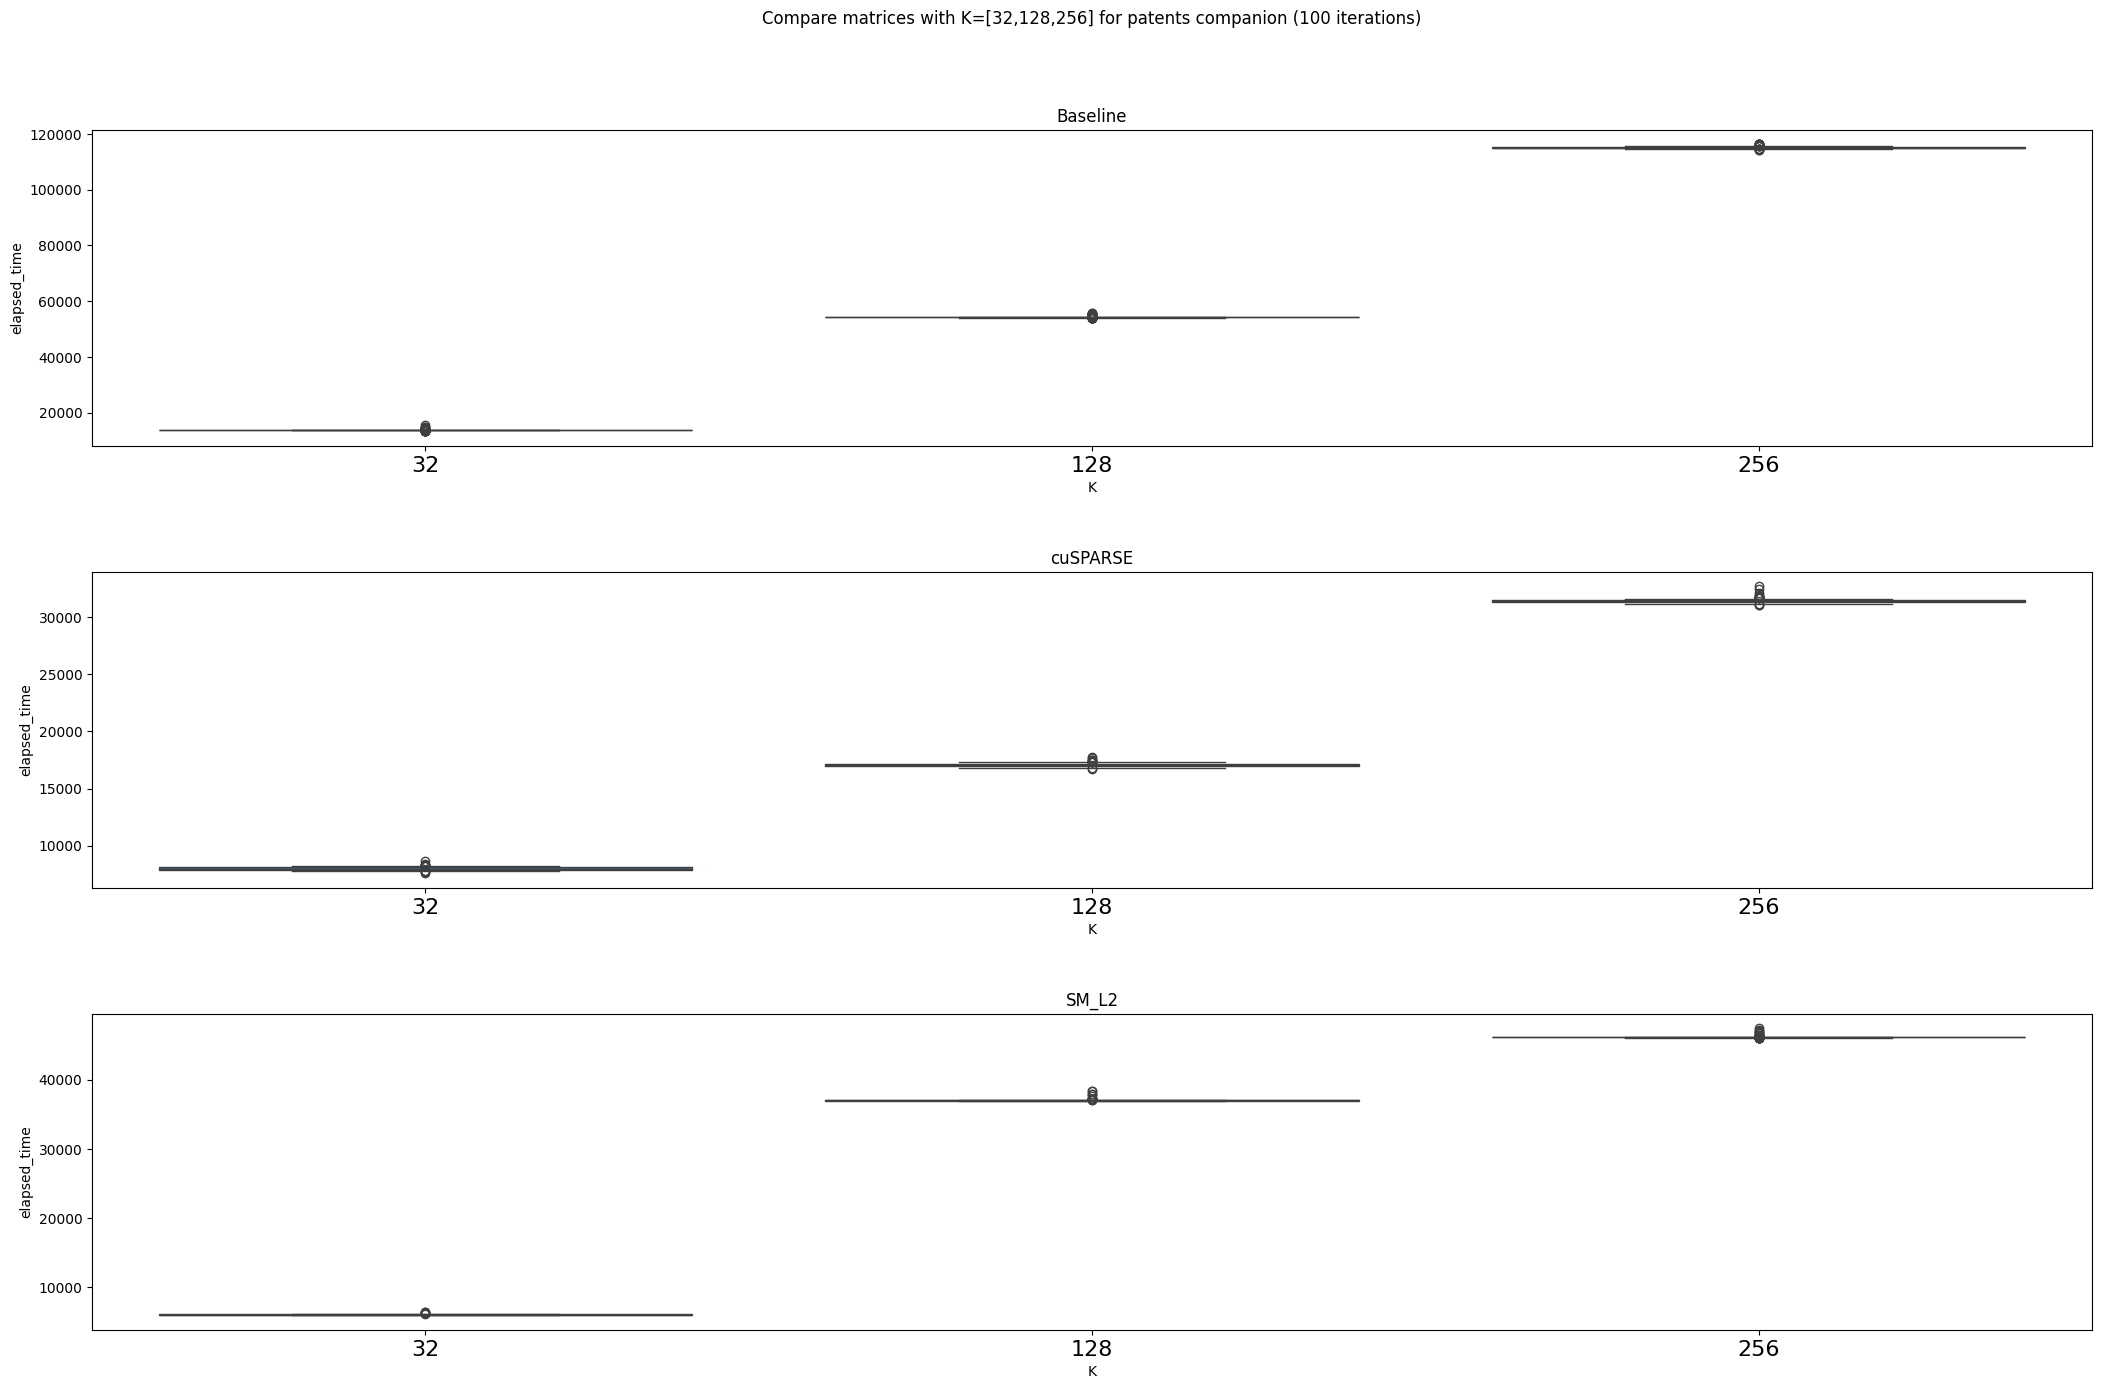 Compare matrices with K=[32,128,256] for patents companion (100 iterations)
Baseline
120000
100000
80000
60000
40000
20000
elapsed_time
32 128 256
K
cuSPARSE
30000
25000
20000
15000
10000
elapsed_time
32 128 256
K
SM_L2
40000
30000
20000
10000
elapsed_time
32 128 256
K